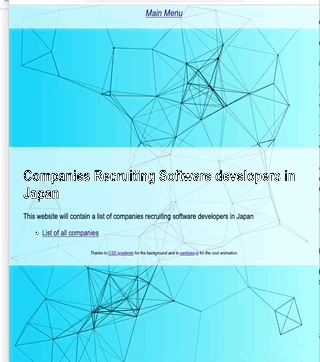 Main Menu
Companies Recruiting Software developers in
Japan
This website will contain a list of companies recruiting software developers in Japan
List of all companies
Thanks to CSS gradients for the background and to particles.js for the cool animation.